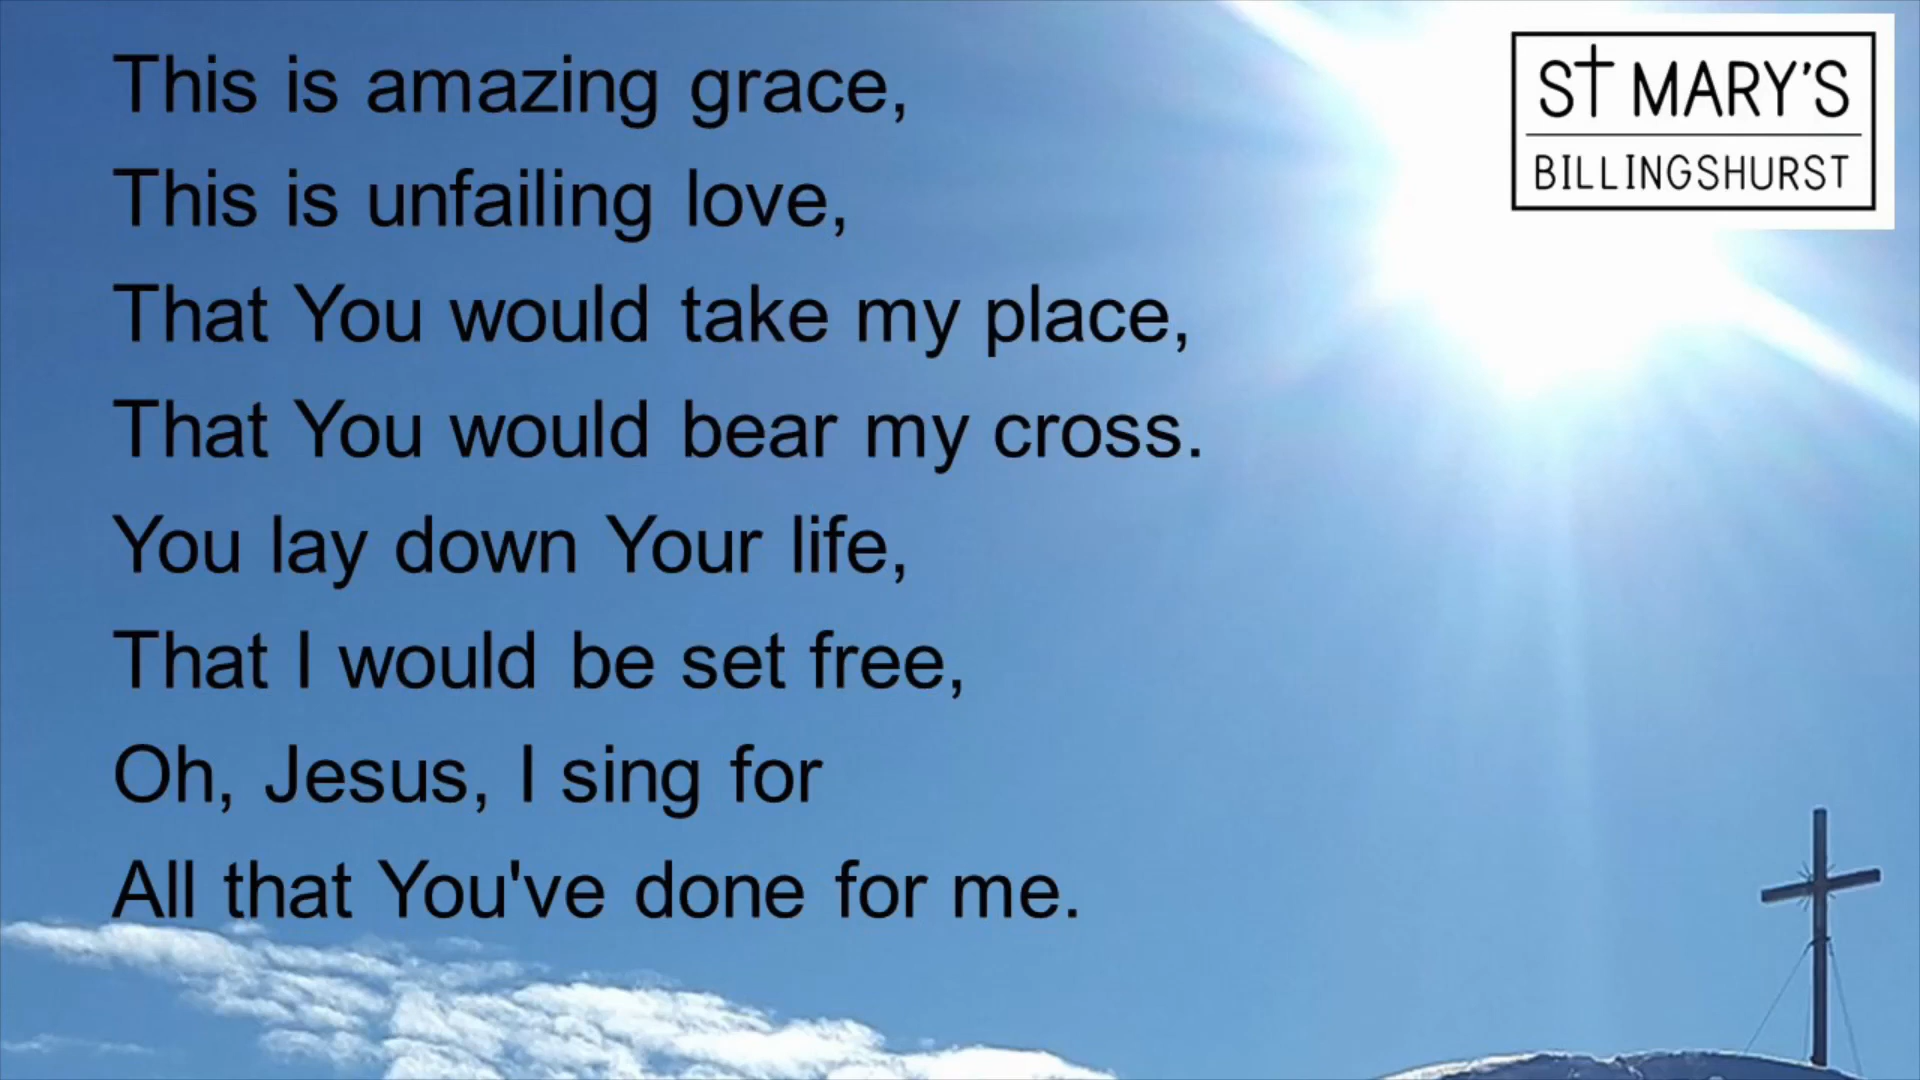 This is amazing grace,
This is unfailing love,
That You would take my place,
That You would bear my cross.
You lay down Your life,
That I would be set free,
Oh, Jesus, I sing for
All that You've done for me.
St MARY'S
BILLINGSHURST